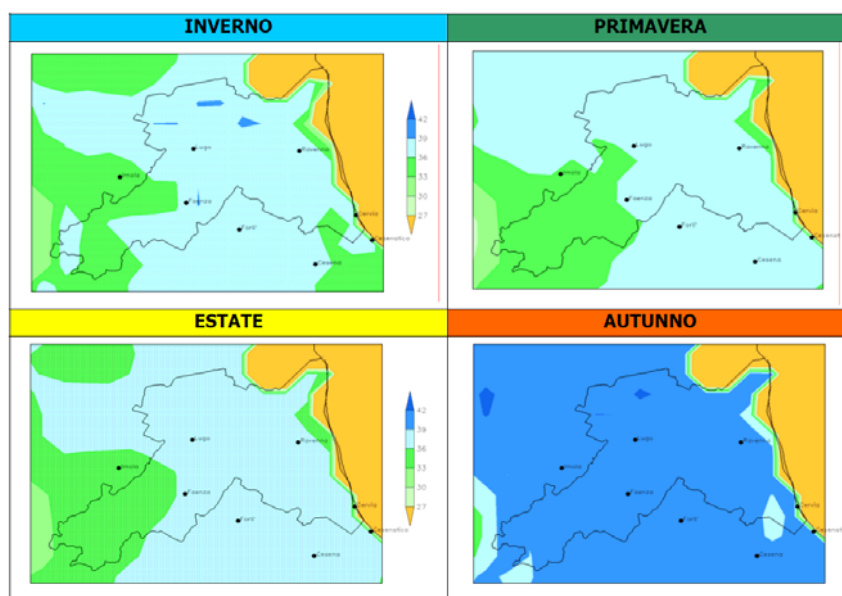 INVERNO
PRIMAVERA
Lugo
Ravenna
Imola
Faenza
Forli'
Cervia
Cesenatico
Cesena
42
39
36
33
30
27
Lugo
Ravenna
Imola
Faenza
Forli'
Cervia
Cesenatico
Cesena
ESTATE
AUTUNNO
Lugo
Ravenna
Imola
Faenza
Forli'
Cervia
Cesenatico
Cesena
42
39
36
33
30
27
Lugo
Ravenna
Imola
Faenza
Forli'
Cervia
Cesenatico
Cesena